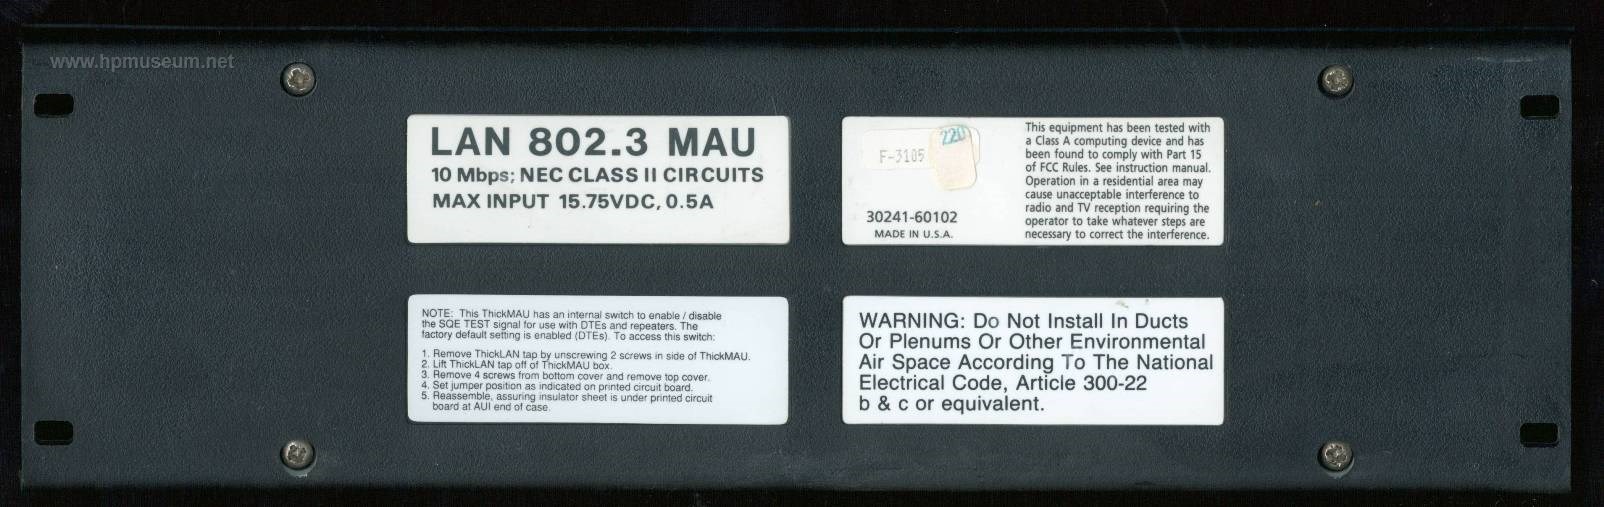 www.hpmuseum.net
LAN 802.3 MAU
10 Mbps; NEC CLASS II CIRCUITS
MAX INPUT 15.75VDC, 0.5A
F-3105
220
30241-60102
MADE IN U.S.A.
This equipment has been tested with
a Class A computing device and has
been found to comply with Part 15
of FCC Rules. See instruction manual.
Operation in a residential area may
cause unacceptable interference to
radio and TV reception requiring the
operator to take whatever steps are
necessary to correct the interference.
NOTE: This ThickMAU has an internal switch to enable / disable
the SQE TEST signal for use with DTEs and repeaters. The
factory default setting is enabled (DTEs). To access this switch:
1. Remove ThickLAN tap by unscrewing 2 screws in side of ThickMAU.
2. Lift ThickLAN tap off of ThickMAU box.
3. Remove 4 screws from bottom cover and remove top cover.
4. Set jumper position as indicated on printed circuit board.
5. Reassemble, assuring insulator sheet is under printed circuit
board at AUI end of case.
WARNING: Do Not Install In Ducts
Or Plenums Or Other Environmental
Air Space According To The National
Electrical Code, Article 300-22
b & c or equivalent.